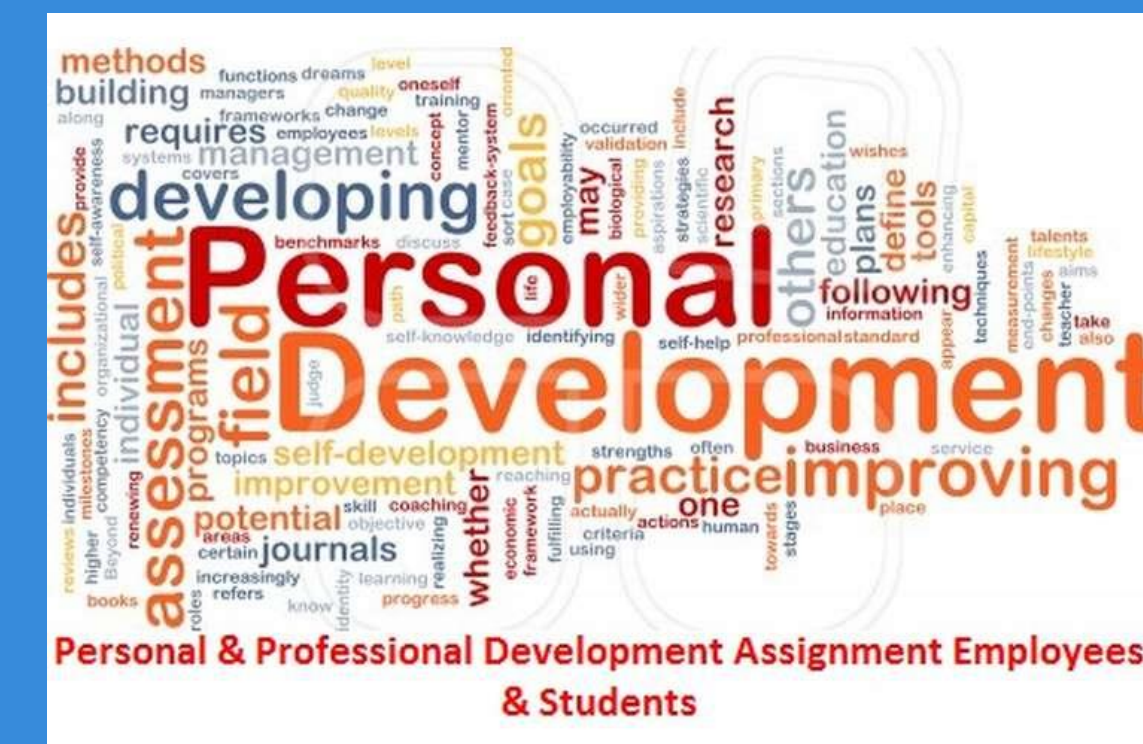 methods
functions dreams level
building managers quality oneself
along frameworks change training oriented
requires employees levels concept mentor
systems management
covers
provide self-awareness developing feedback-system sort case goals
employability occurred
validation include
may biological providing aspirations strategies scientific research
primary sections others education wishes
plans define tools enhancing capital
includes political assessment benchmarks discuss
Personal
path life wider
following
information
techniques measurement end-points talents
lifestyle
aims
changes teacher take
also
organizational individual programs field self-knowledge identifying self-help professional standard appear
judge Development
topics self-development strengths often business service
improvement reaching practice improving
individuals milestones competency renewing
potential skill coaching whether actually one place
areas objective actions human
certain journals realizing economic framework fulfilling criteria towards stages
using
reviews higher Beyond increasingly learning
books roles refers know identity progress
Personal & Professional Development Assignment Employees
& Students